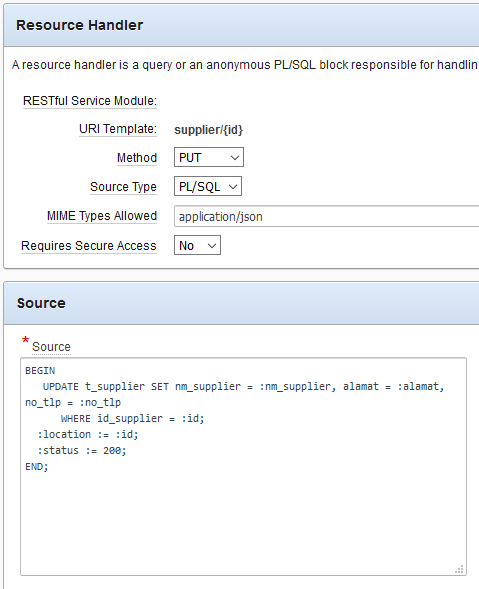 Resource Handler
A resource handler is a query or an anonymous PL/SQL block responsible for handlin
RESTful Service Module:
URI Template: supplier/{id}
Method PUT
Source Type PL/SQL
MIME Types Allowed application/json
Requires Secure Access No
Source
* Source
BEGIN
UPDATE t_supplier SET nm_supplier = :nm_supplier, alamat = :alamat,
no_tlp = :no_tlp
WHERE id_supplier = :id;
:location := :id;
:status := 200;
END;